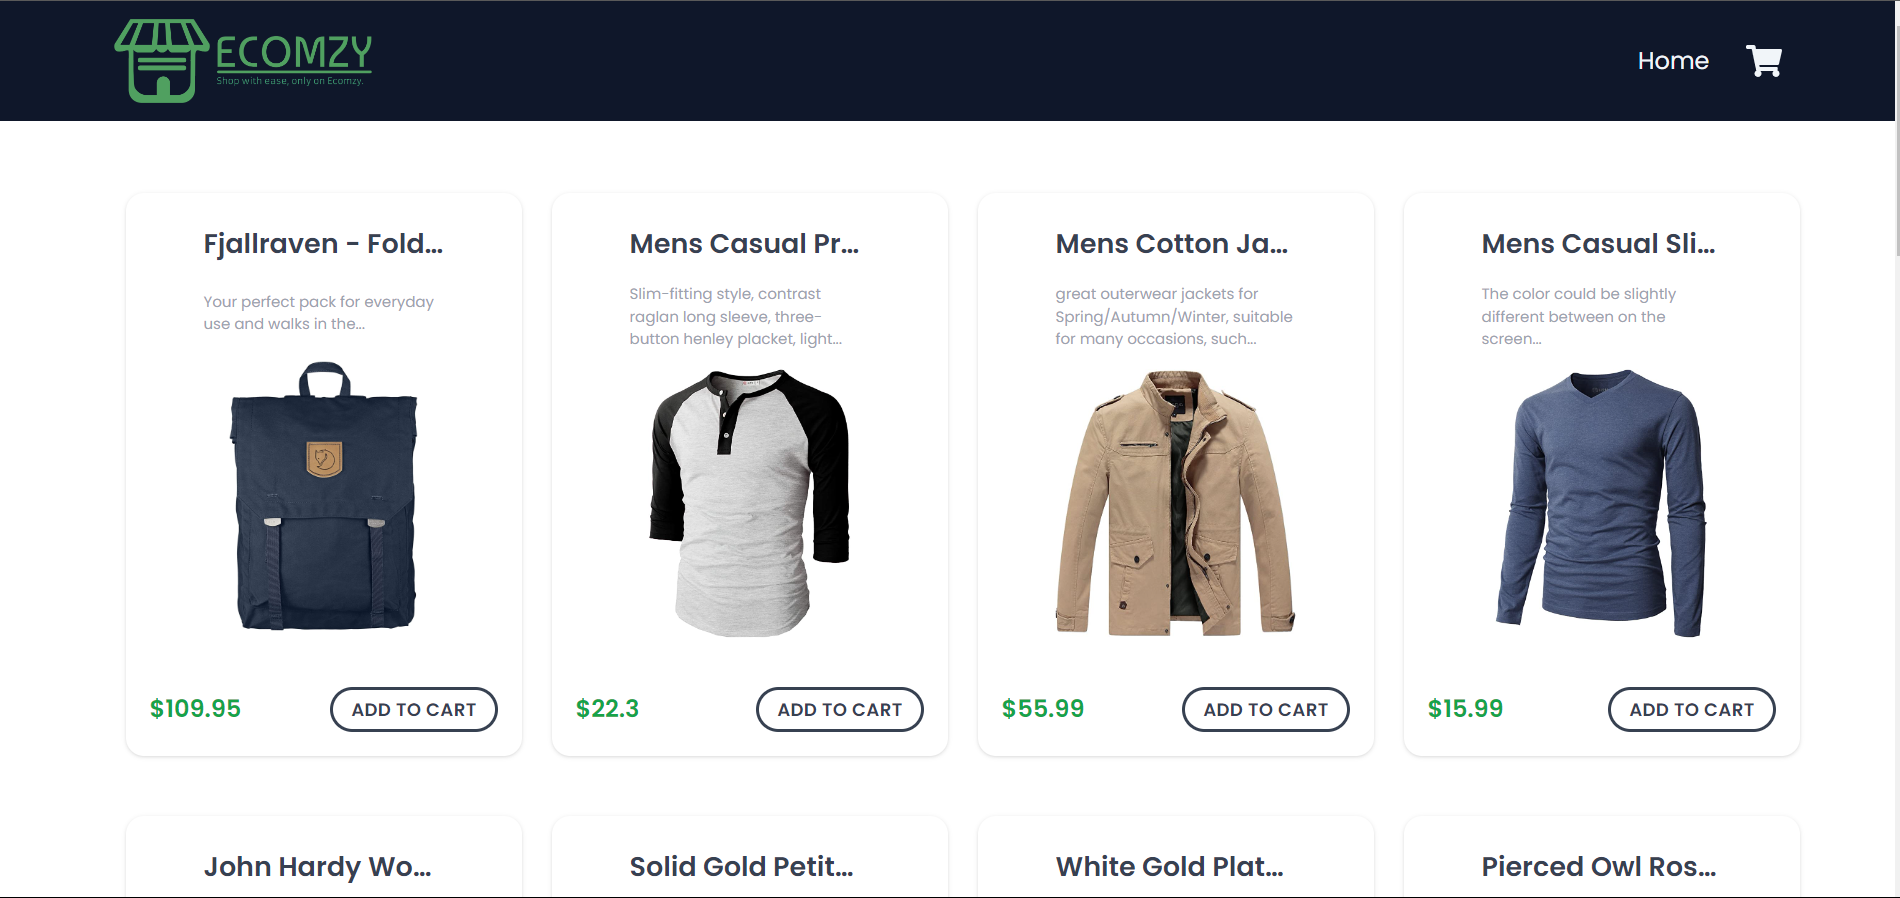 ECOMZY
Shop with ease, only on Ecomzy.
Home
Fjallraven - Fold...
Your perfect pack for everyday
use and walks in the...
$109.95
ADD TO CART
Mens Casual Pr...
Slim-fitting style, contrast
raglan long sleeve, three-
button henley placket, light...
$22.3
ADD TO CART
Mens Cotton Ja...
great outerwear jackets for
Spring/Autumn/Winter, suitable
for many occasions, such...
$55.99
ADD TO CART
Mens Casual Sli...
The color could be slightly
different between on the
screen...
$15.99
ADD TO CART
John Hardy Wo...
Solid Gold Petit...
White Gold Plat...
Pierced Owl Ros...